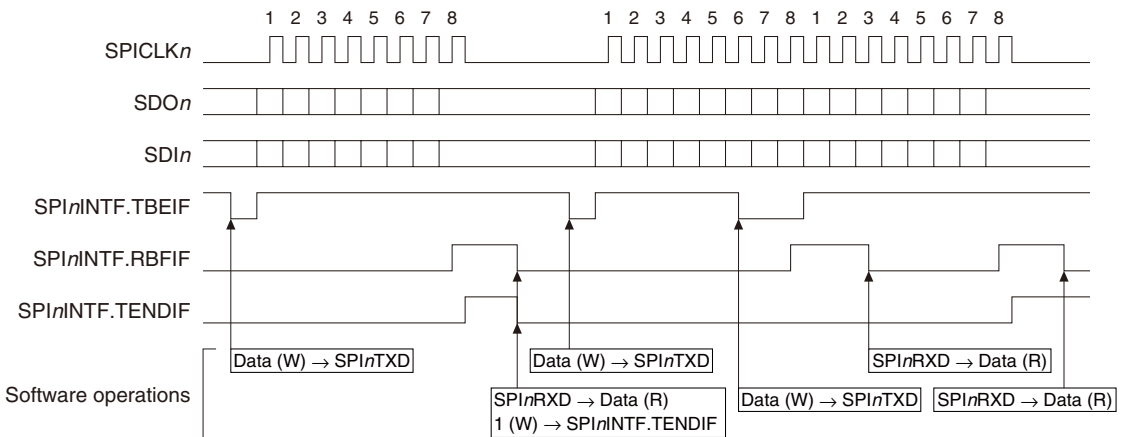 1 2 3 4 5 6 7 8 1 2 3 4 5 6 7 8 1 2 3 4 5 6 7 8
SPICLKn
SDOn
SDIn
SPInINTF.TBEIF
SPInINTF.RBFIF
SPInINTF.TENDIF
Software operations
Data (W) → SPInTXD
Data (W) → SPInTXD
SPInRXD → Data (R)
SPInRXD → Data (R)
1 (W) → SPInINTF.TENDIF
Data (W) → SPInTXD
SPInRXD → Data (R)